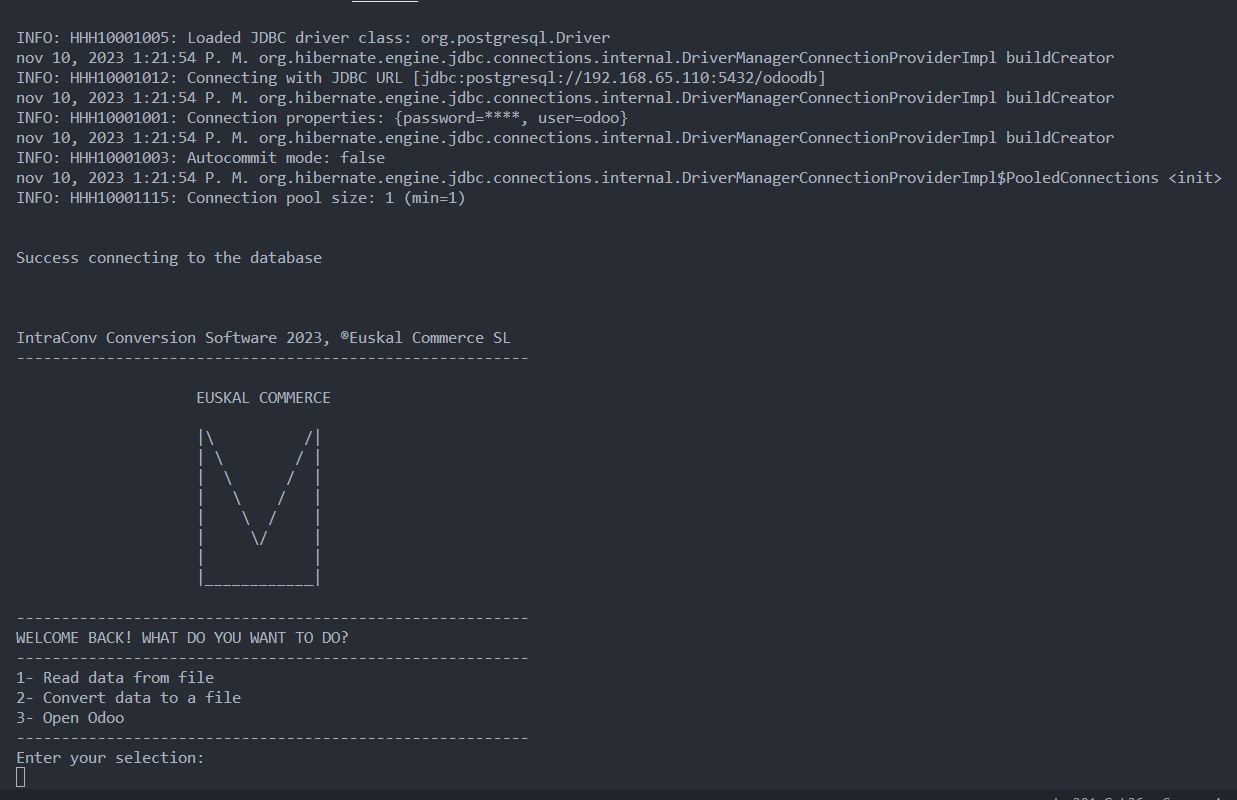 INFO: HHH10001005: Loaded JDBC driver class: org.postgresql.Driver
nov 10, 2023 1:21:54 P. M. org.hibernate.engine.jdbc.connections.internal.DriverManagerConnectionProviderImpl buildCreator
INFO: HHH10001012: Connecting with JDBC URL [jdbc:postgresql://192.168.65.110:5432/odoodb]
nov 10, 2023 1:21:54 P. M. org.hibernate.engine.jdbc.connections.internal.DriverManagerConnectionProviderImpl buildCreator
INFO: HHH10001001: Connection properties: {password=****, user=odoo}
nov 10, 2023 1:21:54 P. M. org.hibernate.engine.jdbc.connections.internal.DriverManagerConnectionProviderImpl buildCreator
INFO: HHH10001003: Autocommit mode: false
nov 10, 2023 1:21:54 P. M. org.hibernate.engine.jdbc.connections.internal.DriverManagerConnectionProviderImpl$PooledConnections <init>
INFO: HHH10001115: Connection pool size: 1 (min=1)
Success connecting to the database
IntraConv Conversion Software 2023, ®Euskal Commerce SL
---------------------------------------------------------
EUSKAL COMMERCE
---------------------------------------------------------
WELCOME BACK! WHAT DO YOU WANT TO DO?
---------------------------------------------------------
1- Read data from file
2- Convert data to a file
3- Open Odoo
---------------------------------------------------------
Enter your selection: